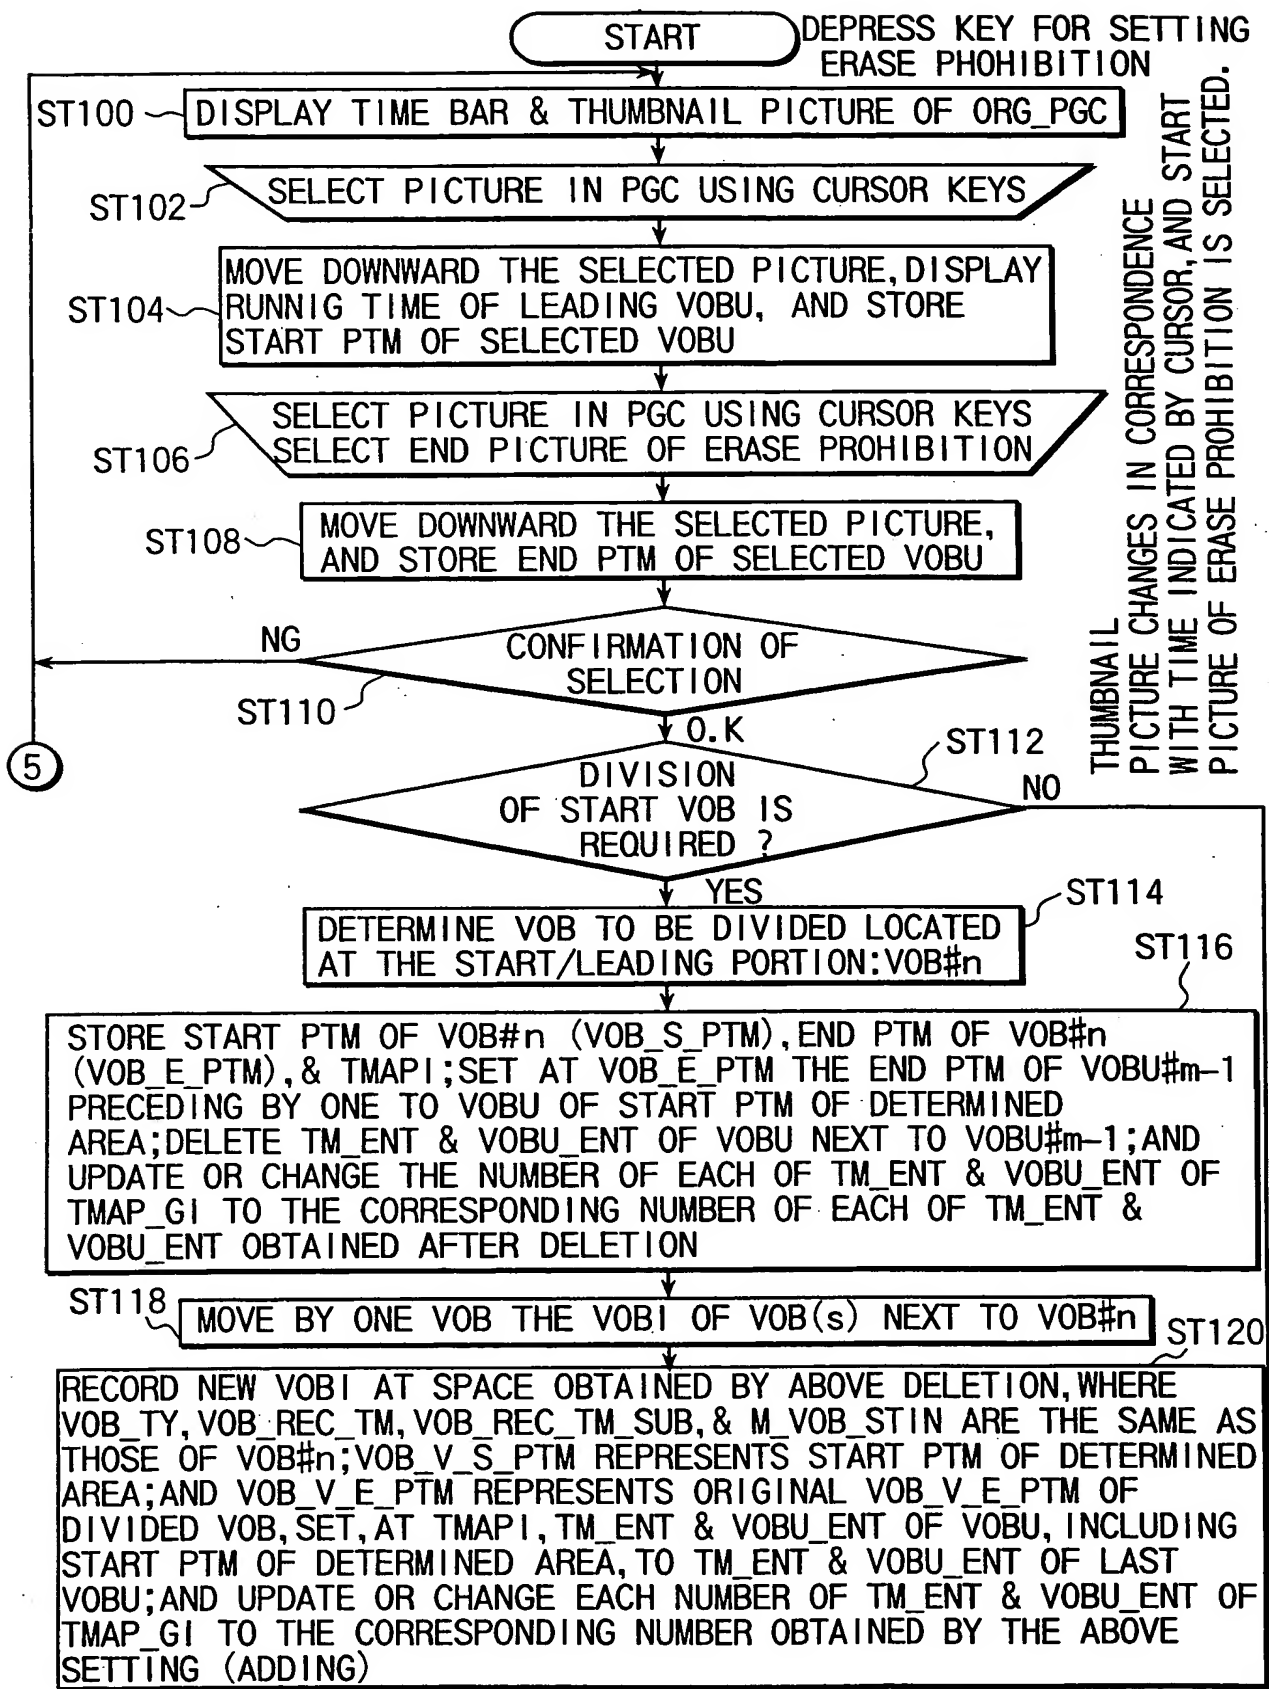 START
DEPRESS KEY FOR SETTING
ERASE PHOHIBITION
ST100
DISPLAY TIME BAR & THUMBNAIL PICTURE OF ORG_PGC
ST102
SELECT PICTURE IN PGC USING CURSOR KEYS
ST104
MOVE DOWNWARD THE SELECTED PICTURE, DISPLAY
RUNNIG TIME OF LEADING VOBU, AND STORE
START PTM OF SELECTED VOBU
ST106
SELECT PICTURE IN PGC USING CURSOR KEYS
SELECT END PICTURE OF ERASE PROHIBITION
ST108
MOVE DOWNWARD THE SELECTED PICTURE,
AND STORE END PTM OF SELECTED VOBU
THUMBNAIL
PICTURE CHANGES IN CORRESPONDENCE
WITH TIME INDICATED BY CURSOR, AND START
PICTURE OF ERASE PROHIBITION IS SELECTED.
NG
CONFIRMATION OF
SELECTION
ST110
O.K
5
ST112
DIVISION
OF START VOB IS
REQUIRED ?
NO
YES
ST114
DETERMINE VOB TO BE DIVIDED LOCATED
AT THE START/LEADING PORTION:VOB#n
ST116
STORE START PTM OF VOB#n (VOB_S_PTM), END PTM OF VOB#n
(VOB_E_PTM), & TMAPI;SET AT VOB_E_PTM THE END PTM OF VOBU#m-1
PRECEDING BY ONE TO VOBU OF START PTM OF DETERMINED
AREA;DELETE TM_ENT & VOBU_ENT OF VOBU NEXT TO VOBU#m-1;AND
UPDATE OR CHANGE THE NUMBER OF EACH OF TM_ENT & VOBU_ENT OF
TMAP_GI TO THE CORRESPONDING NUMBER OF EACH OF TM_ENT &
VOBU_ENT OBTAINED AFTER DELETION
ST118
MOVE BY ONE VOB THE VOBI OF VOB(s) NEXT TO VOB#n
ST120
RECORD NEW VOBI AT SPACE OBTAINED BY ABOVE DELETION, WHERE
VOB_TY, VOB_REC_TM, VOB_REC_TM_SUB, & M_VOB_STIN ARE THE SAME AS
THOSE OF VOB#n;VOB_V_S_PTM REPRESENTS START PTM OF DETERMINED
AREA;AND VOB_V_E_PTM REPRESENTS ORIGINAL VOB_V_E_PTM OF
DIVIDED VOB, SET, AT TMAPI, TM_ENT & VOBU_ENT OF VOBU, INCLUDING
START PTM OF DETERMINED AREA, TO TM_ENT & VOBU_ENT OF LAST
VOBU;AND UPDATE OR CHANGE EACH NUMBER OF TM_ENT & VOBU_ENT OF
TMAP_GI TO THE CORRESPONDING NUMBER OBTAINED BY THE ABOVE
SETTING (ADDING)